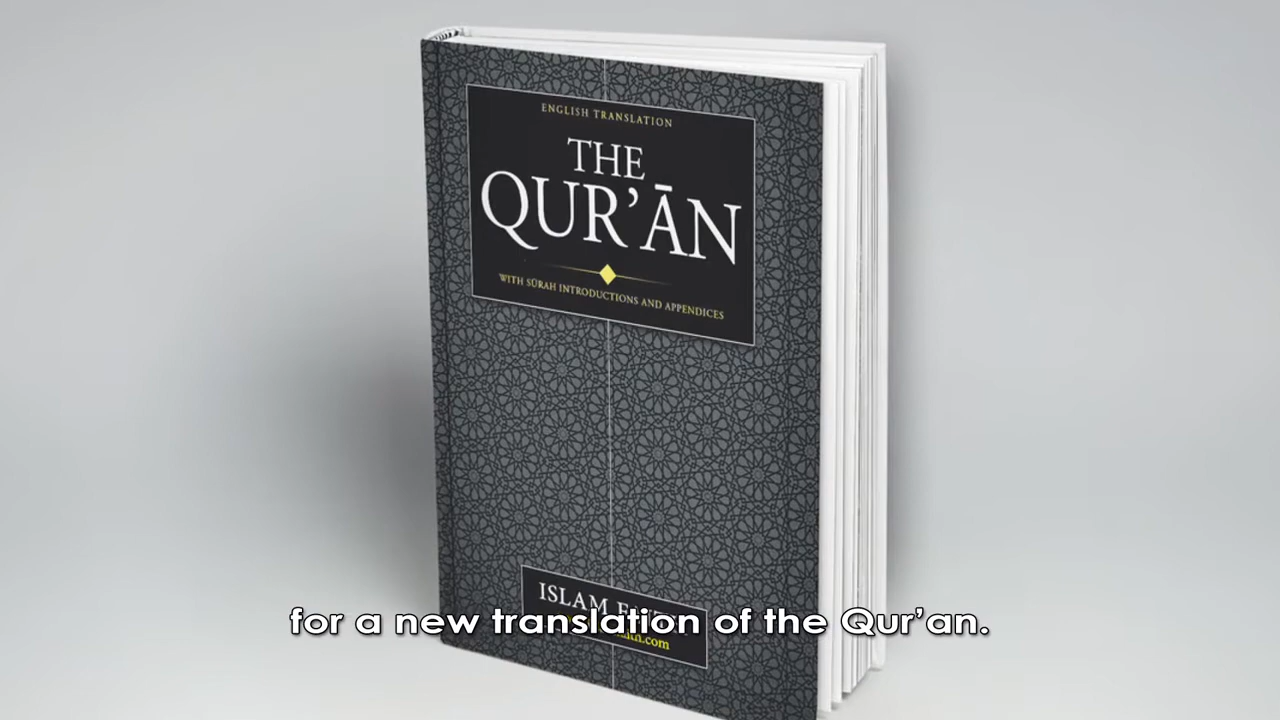 ENGLISH TRANSLATION
THE
QUR’ĀN
WITH SŪRAH INTRODUCTIONS AND APPENDICES
ISLAM
for a new translation of the Qur’an.